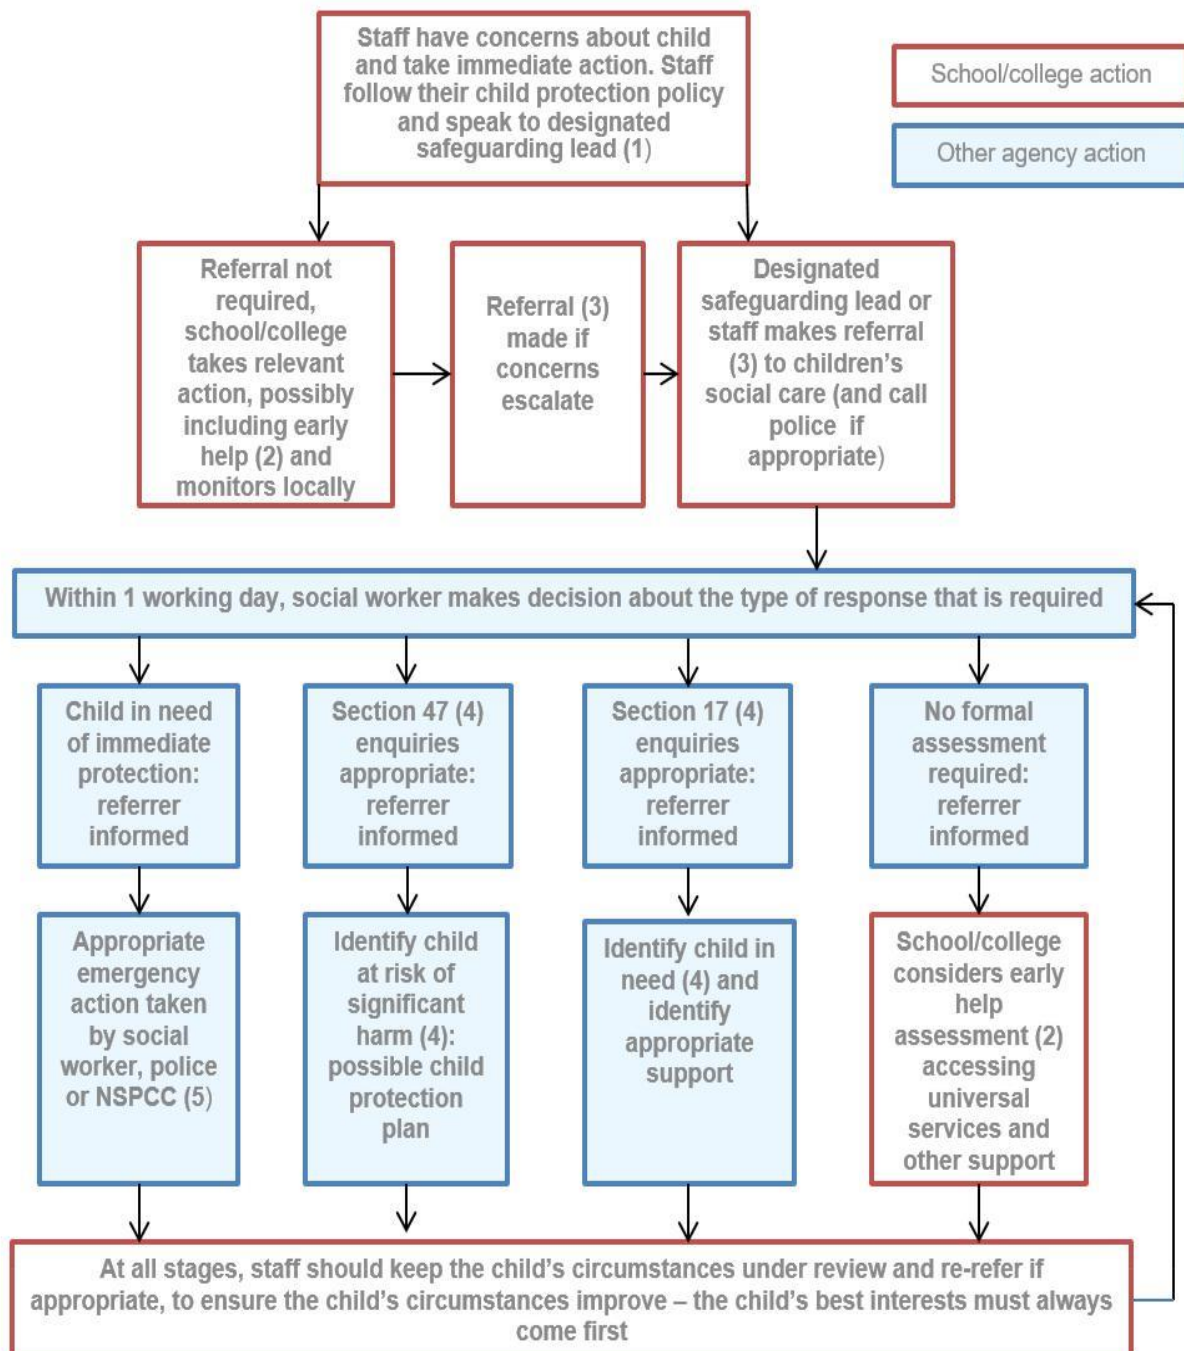 Staff have concerns about child
and take immediate action. Staff
follow their child protection policy
and speak to designated
safeguarding lead (1)
School/college action
Other agency action
Referral not
required,
school/college
takes relevant
action, possibly
including early
help (2) and
monitors locally
Referral (3)
made if
concerns
escalate
Designated
safeguarding lead or
staff makes referral
(3) to children’s
social care (and call
police if
appropriate)
Within 1 working day, social worker makes decision about the type of response that is required
Child in need
of immediate
protection:
referrer
informed
Section 47 (4)
enquiries
appropriate:
referrer
informed
Section 17 (4)
enquiries
appropriate:
referrer
informed
No formal
assessment
required:
referrer
informed
Appropriate
emergency
action taken
by social
worker, police
or NSPCC (5)
Identify child
at risk of
significant
harm (4):
possible child
protection
plan
Identify child in
need (4) and
identify
appropriate
support
School/college
considers early
help
assessment (2)
accessing
universal
services and
other support
At all stages, staff should keep the child’s circumstances under review and re-refer if
appropriate, to ensure the child’s circumstances improve – the child’s best interests must always
come first